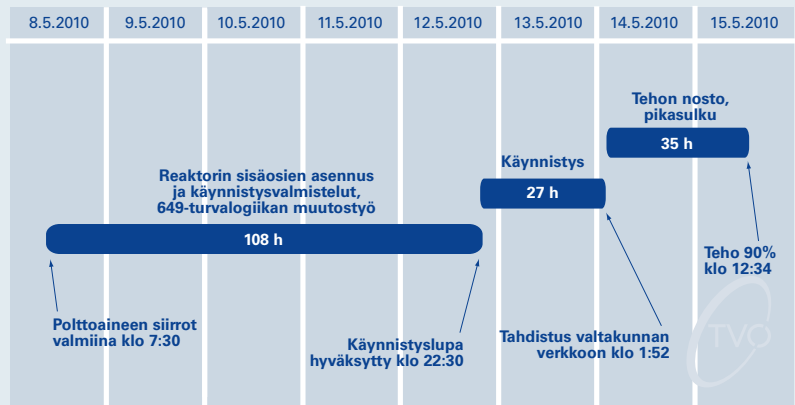 8.5.2010 9.5.2010 10.5.2010 11.5.2010 12.5.2010 13.5.2010 14.5.2010 15.5.2010
Tehon nosto,
pikasulku
35 h
Käynnistys
27 h
Reaktorin sisäosien asennus
ja käynnistysvalmistelut,
649-turvalogiikan muutostyö
108 h
Teho 90%
klo 12:34
Polttoaineen siirrot
valmiina klo 7:30
Käynnistyslupa
hyväksytty klo 22:30
Tahdistus valtakunnan
verkkoon klo 1:52
TVO